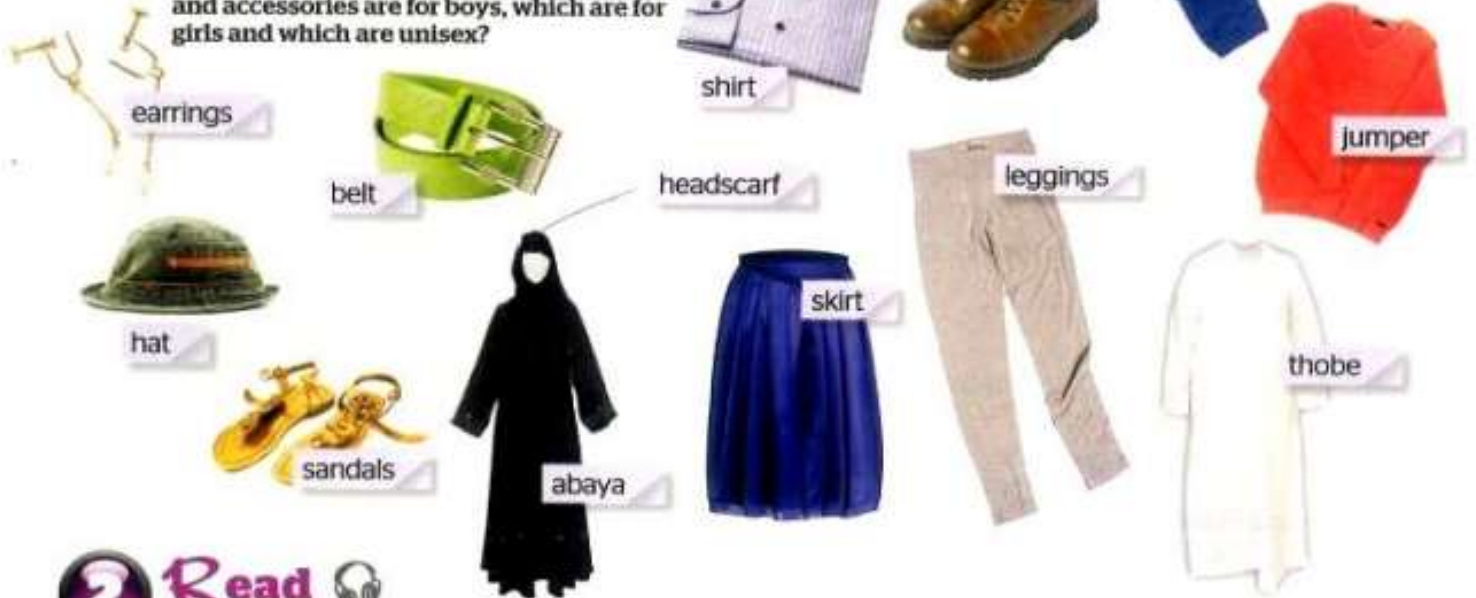 and accessories are for boys, which are for
girls and which are unisex?
shirt
earrings
jumper
belt
headscarf
leggings
hat
skirt
thobe
sandals
abaya
2 Read